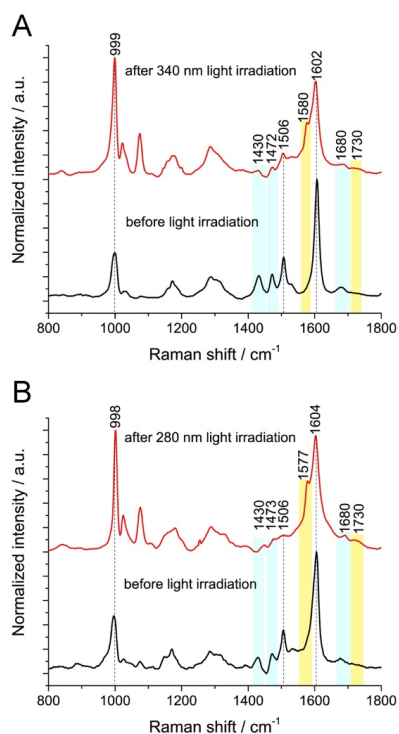 A
999
after 340 nm light irradiation
1602
1580
1430
1472
1506
1680
1730
before light irradiation
Normalized intensity / a.u.
800 1000 1200 1400 1600 1800
Raman shift / cm⁻¹
B
998
after 280 nm light irradiation
1604
1577
1430
1473
1506
1680
1730
before light irradiation
Normalized intensity / a.u.
800 1000 1200 1400 1600 1800
Raman shift / cm⁻¹